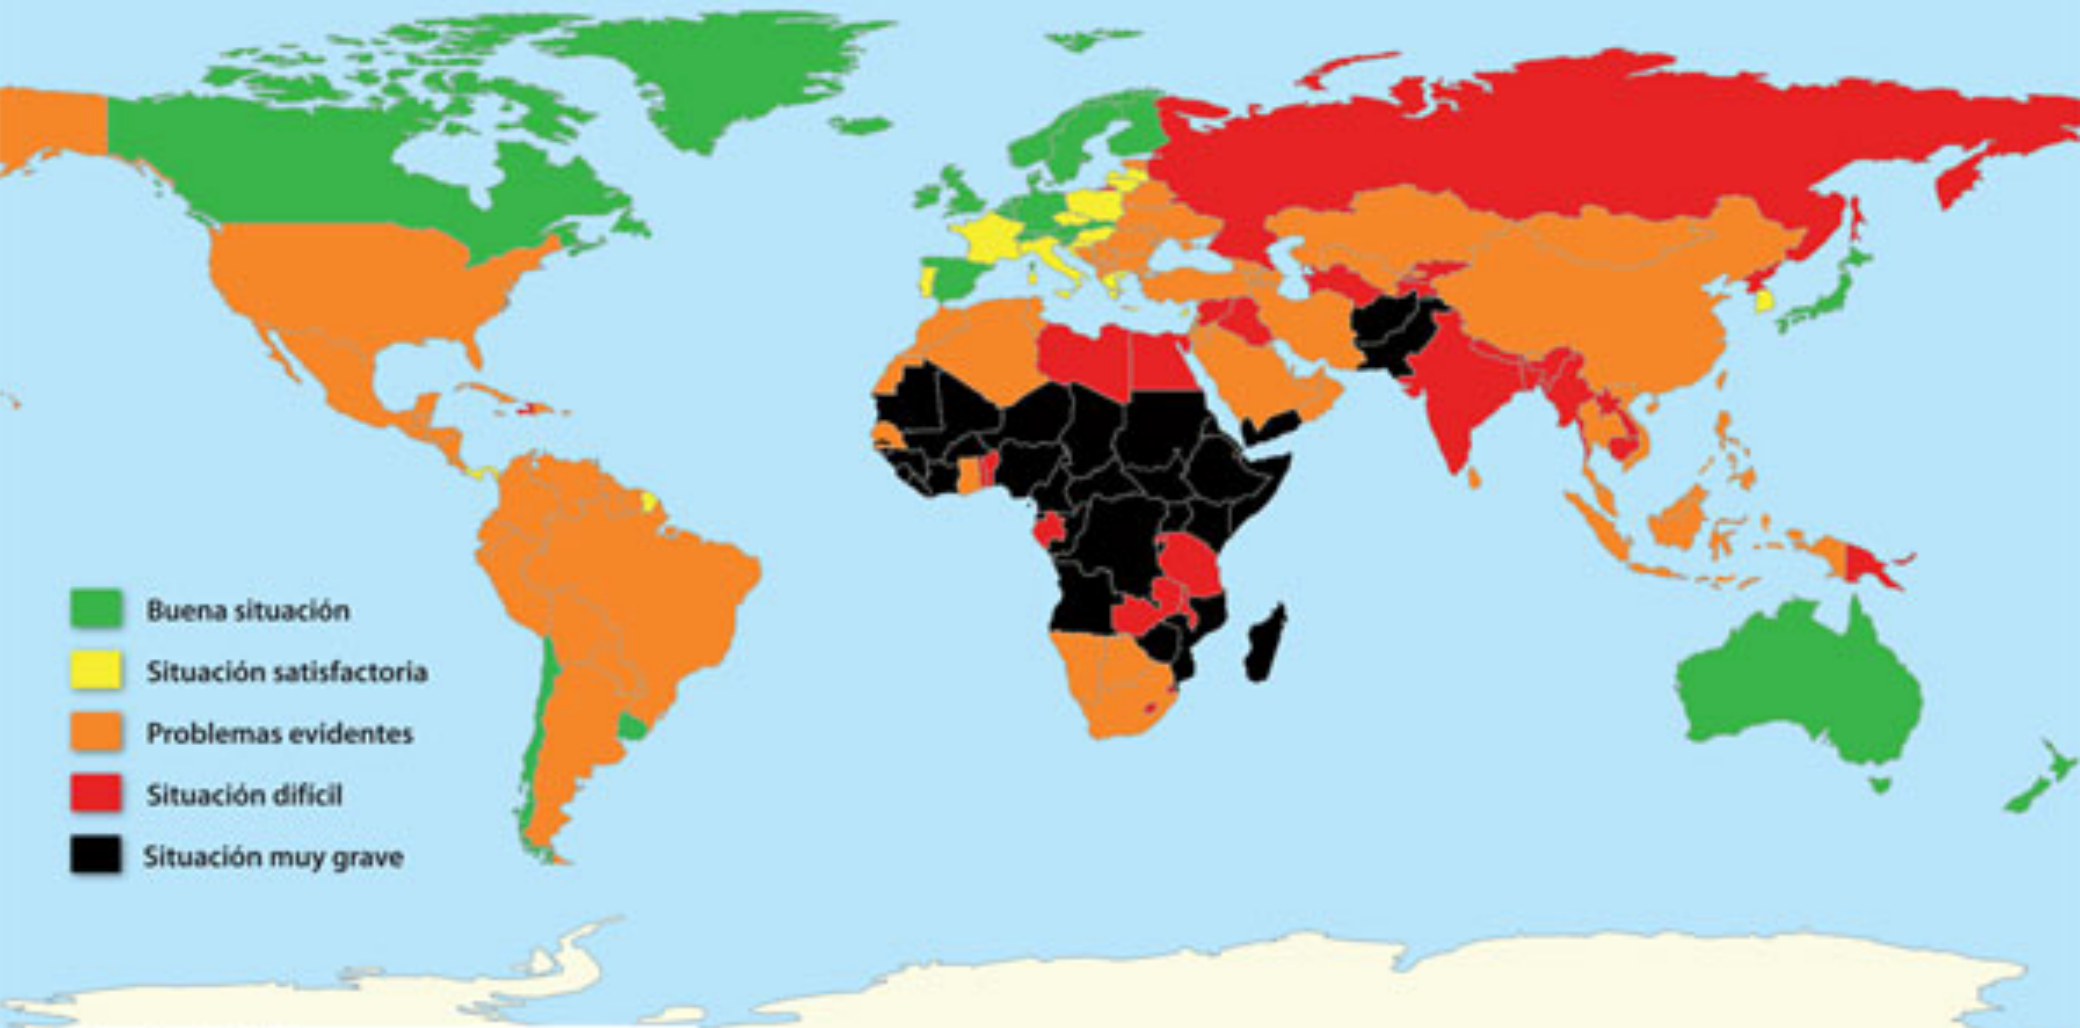 Buena situación
Situación satisfactoria
Problemas evidentes
Situación difícil
Situación muy grave